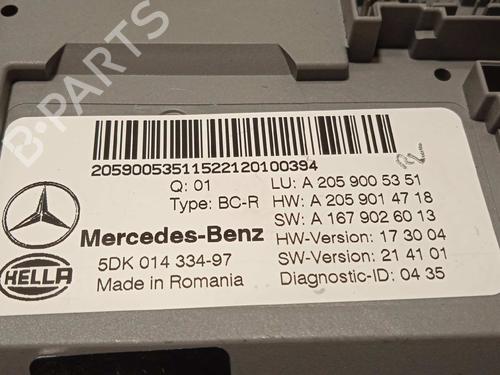 20590053511522120100394
Q: 01 LU: A 205 900 53 51
Type: BC-R HW: A 205 901 47 18
SW: A 167 902 60 13
Mercedes-Benz HW-Version: 17 30 04
5DK 014 334-97 SW-Version: 21 41 01
HELLA Made in Romania Diagnostic-ID: 04 35
B-PARTS